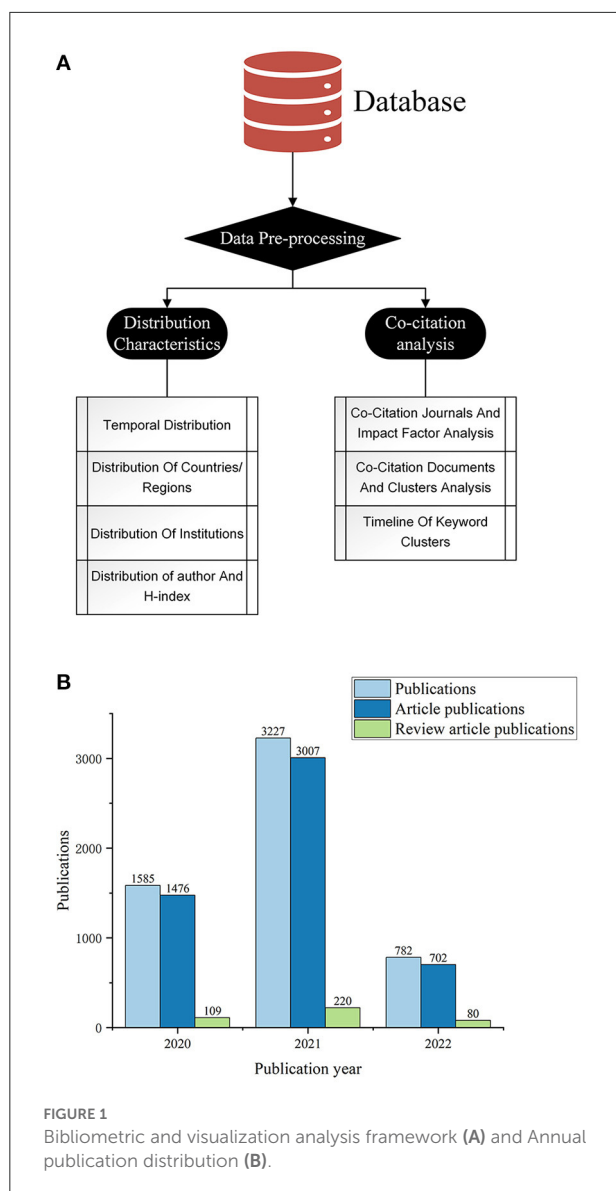 A
Database
Data Pre-processing
Distribution
Characteristics
Temporal Distribution
Distribution Of Countries/
Regions
Distribution Of Institutions
Distribution of author And
H-index
Co-citation
analysis
Co-Citation Journals And
Impact Factor Analysis
Co-Citation Documents
And Clusters Analysis
Timeline Of Keyword
Clusters
B
Publications
Article publications
Review article publications
Publications
3000
2000
1000
0
1585
1476
109
3227
3007
220
782
702
80
2020
2021
2022
Publication year
FIGURE 1
Bibliometric and visualization analysis framework (A) and Annual
publication distribution (B).